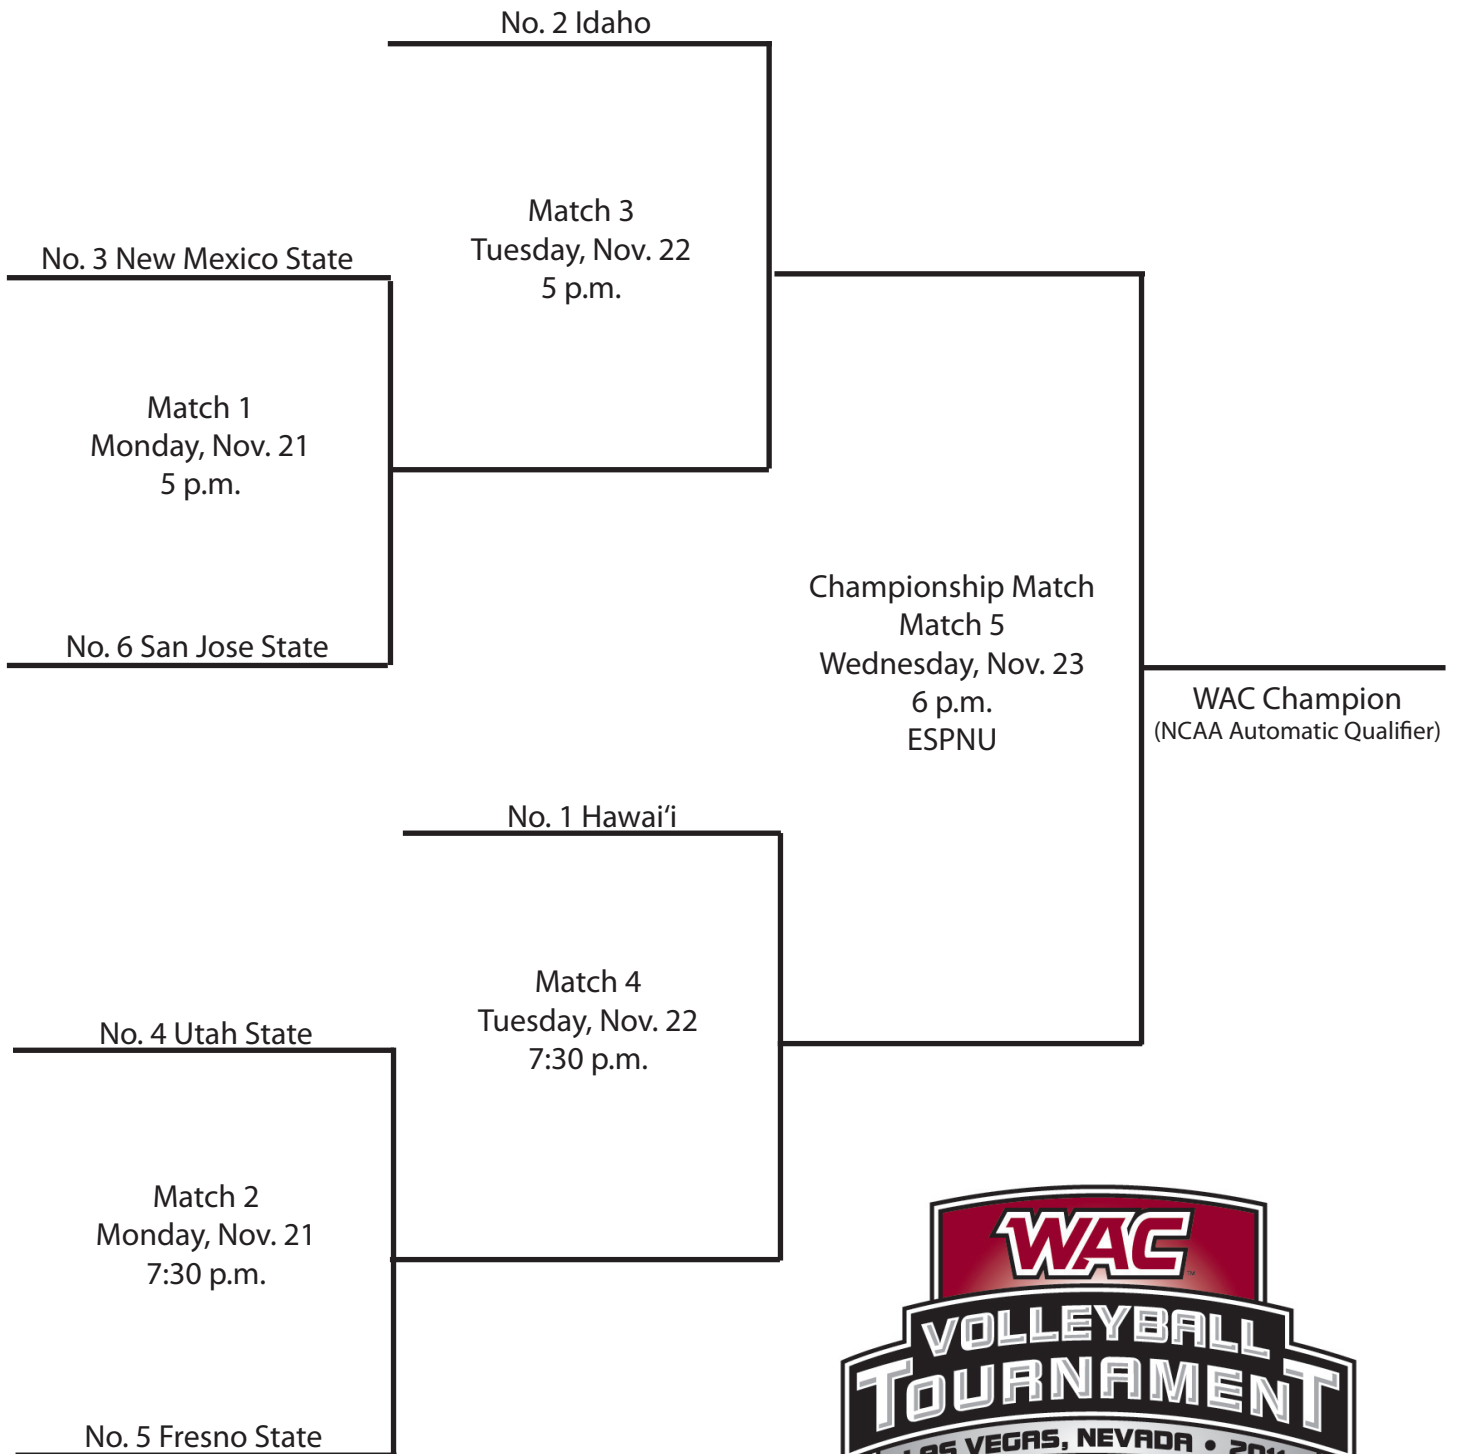 No. 2 Idaho
Match 3
Tuesday, Nov. 22
5 p.m.
No. 3 New Mexico State
Match 1
Monday, Nov. 21
5 p.m.
No. 6 San Jose State
Championship Match
Match 5
Wednesday, Nov. 23
6 p.m.
ESPNU
WAC Champion
(NCAA Automatic Qualifier)
No. 1 Hawai‘i
Match 4
Tuesday, Nov. 22
7:30 p.m.
No. 4 Utah State
Match 2
Monday, Nov. 21
7:30 p.m.
No. 5 Fresno State
WAC
TM
VOLLEYBALL
TOURNAMENT
LAS VEGAS, NEVADA • 2011